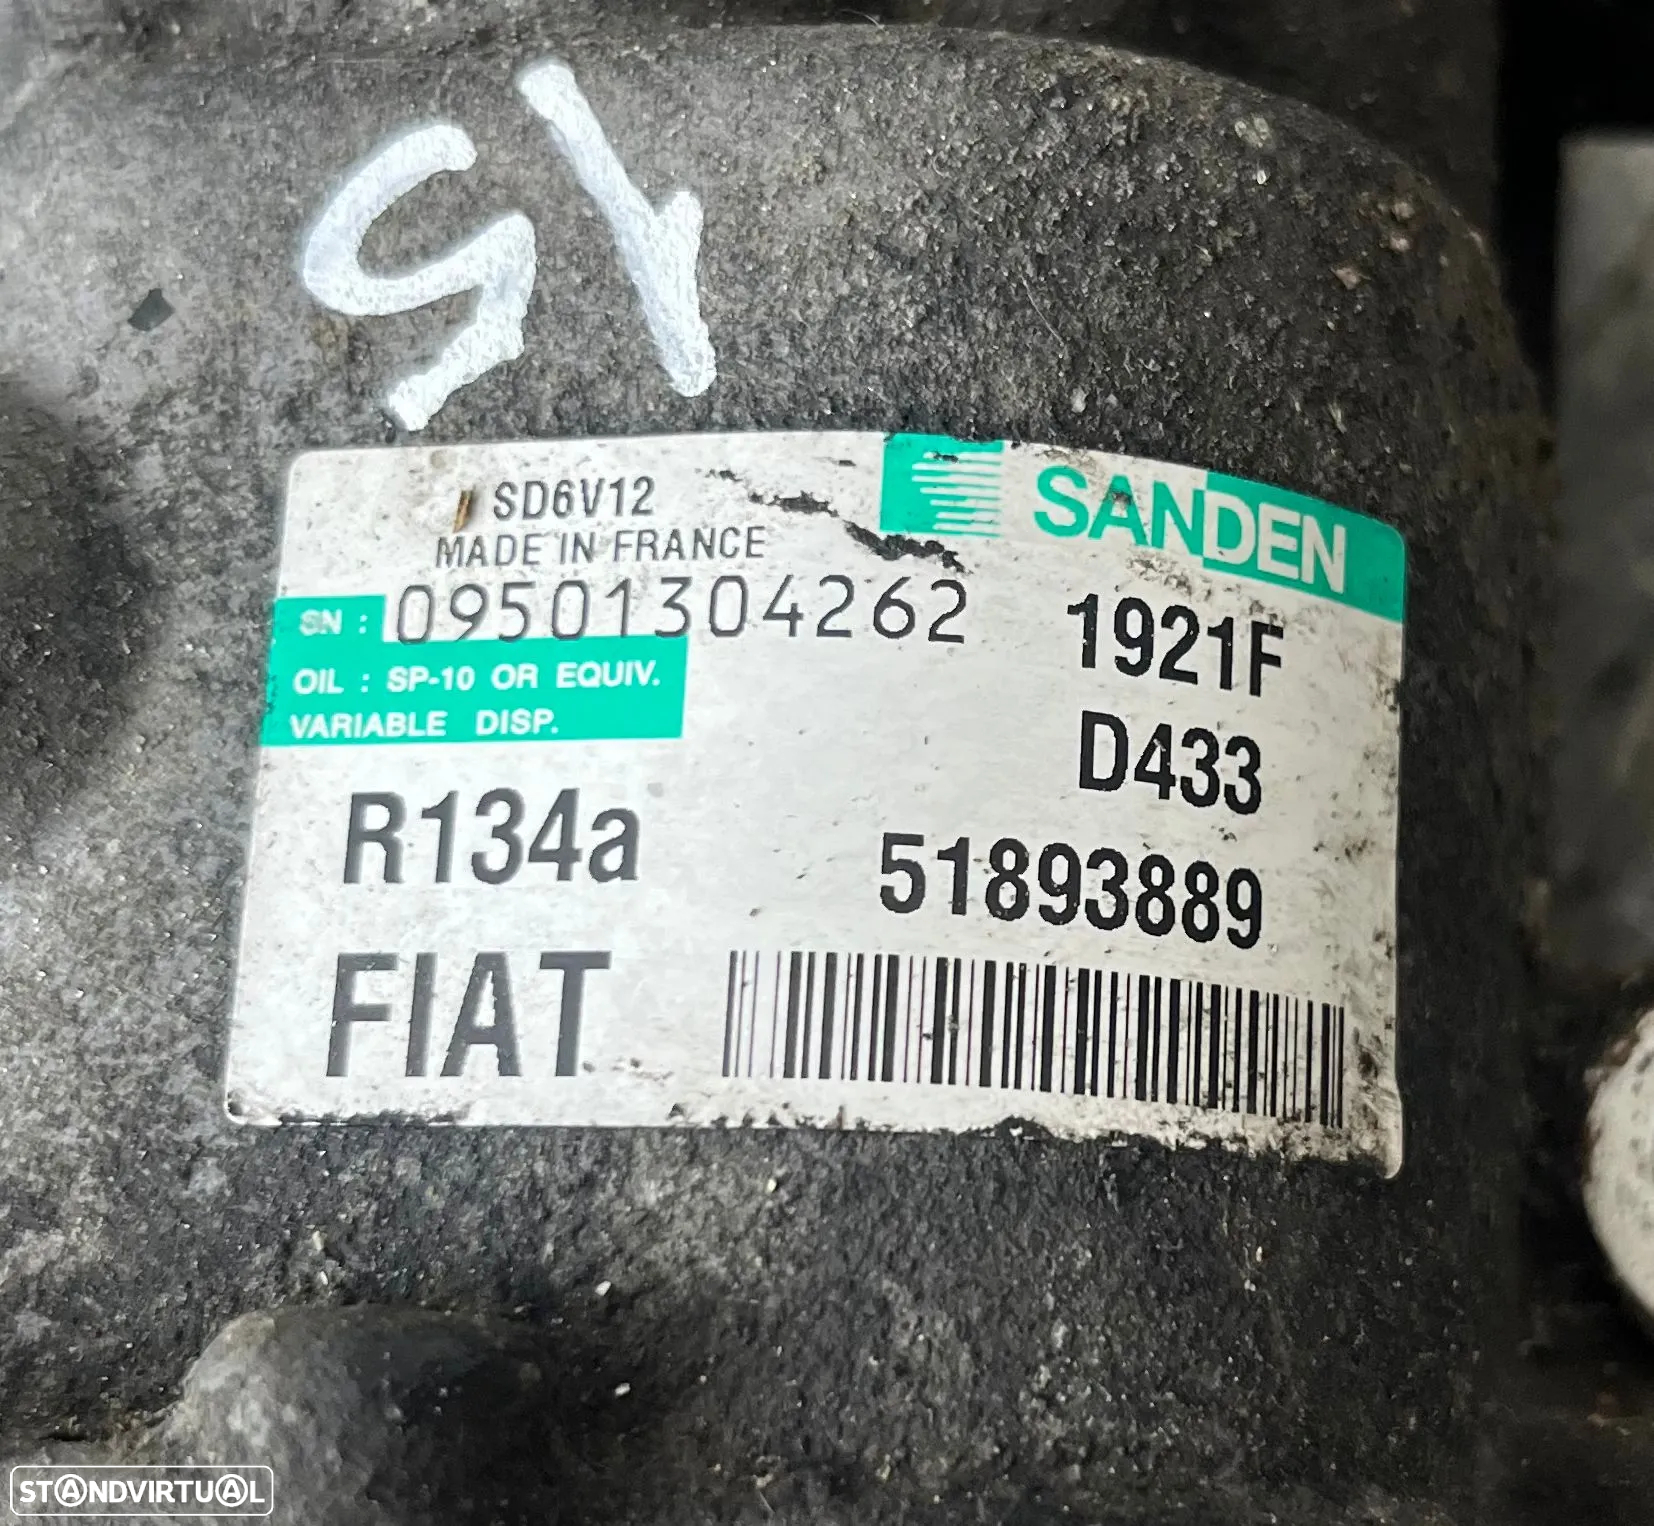 15
SD6V12
MADE IN FRANCE
SANDEN
SN : 09501304262
1921F
OIL : SP-10 OR EQUIV.
VARIABLE DISP.
D433
R134a
51893889
FIAT
STANDVIRTUAL